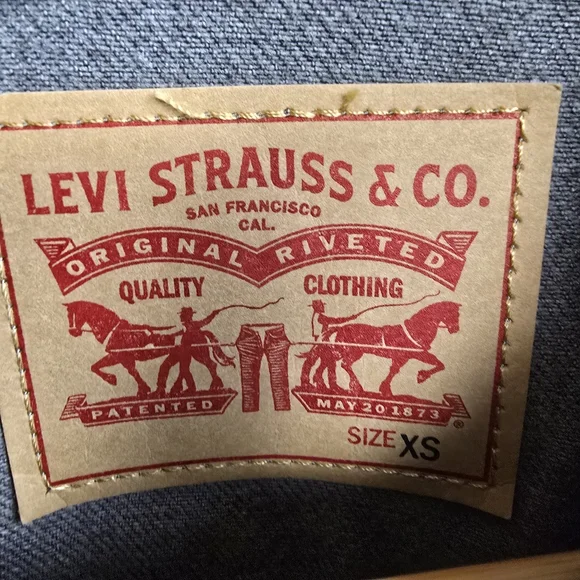 LEVI STRAUSS & CO.
SAN FRANCISCO
CAL.
ORIGINAL RIVETED
QUALITY CLOTHING
PATENTED MAY 20 1873
®
SIZE XS